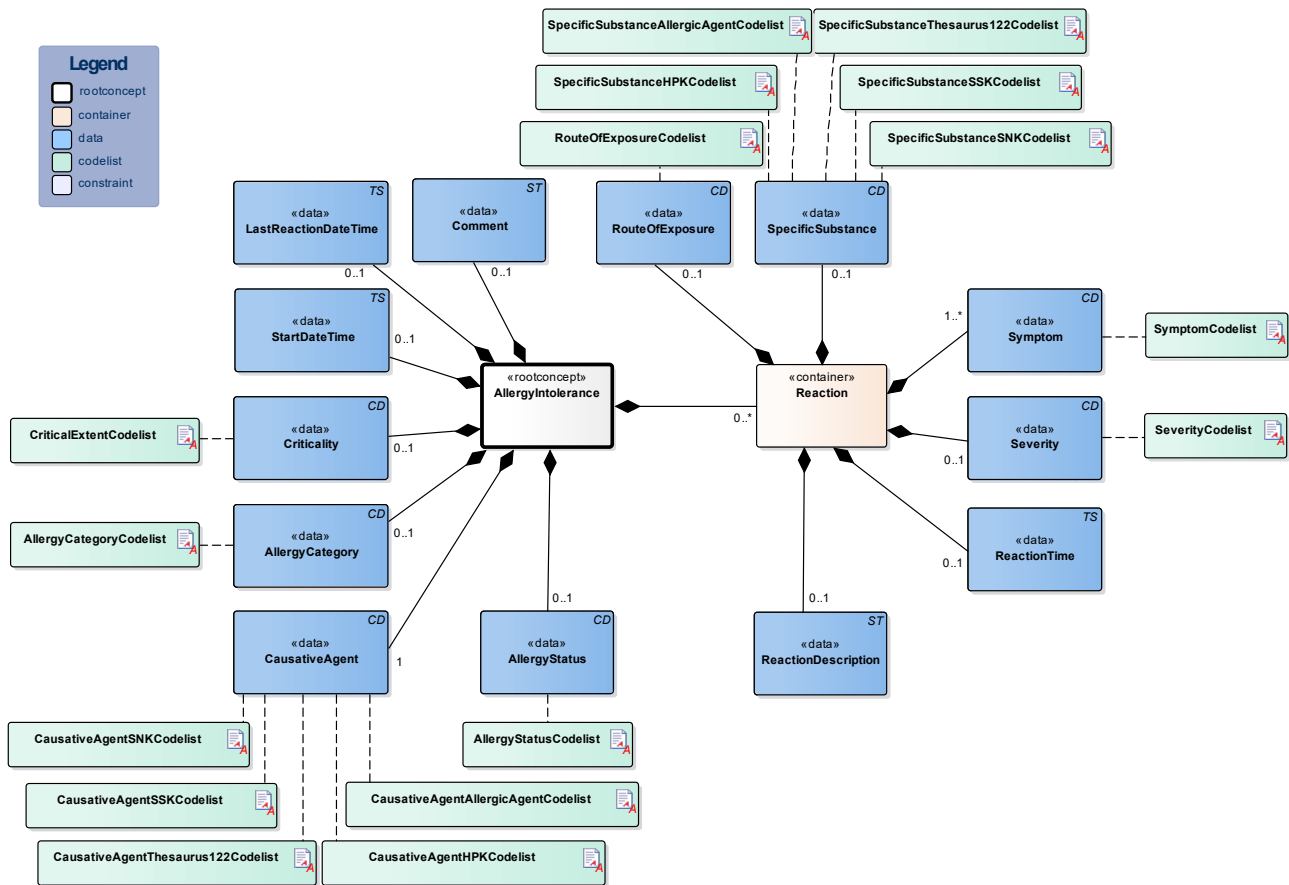 SpecificSubstanceAllergicAgentCodelist
SpecificSubstanceThesaurus122Codelist
Legend
rootconcept
container
data
codelist
constraint
SpecificSubstanceHPKCodelist
SpecificSubstanceSSKCodelist
RouteOfExposureCodelist
SpecificSubstanceSNKCodelist
TS
«data»
LastReactionDateTime
0..1
ST
«data»
Comment
0..1
CD
«data»
RouteOfExposure
0..1
CD
«data»
SpecificSubstance
0..1
TS
«data»
StartDateTime
0..1
CD
«data»
Symptom
1..*
SymptomCodelist
«rootconcept»
AllergyIntolerance
«container»
Reaction
0..*
CriticalExtentCodelist
CD
«data»
Criticality
0..1
CD
«data»
Severity
0..1
SeverityCodelist
AllergyCategoryCodelist
CD
«data»
AllergyCategory
0..1
TS
«data»
ReactionTime
0..1
CD
«data»
CausativeAgent
1
0..1
CD
«data»
AllergyStatus
0..1
ST
«data»
ReactionDescription
CausativeAgentSNKCodelist
AllergyStatusCodelist
CausativeAgentSSKCodelist
CausativeAgentAllergicAgentCodelist
CausativeAgentThesaurus122Codelist
CausativeAgentHPKCodelist